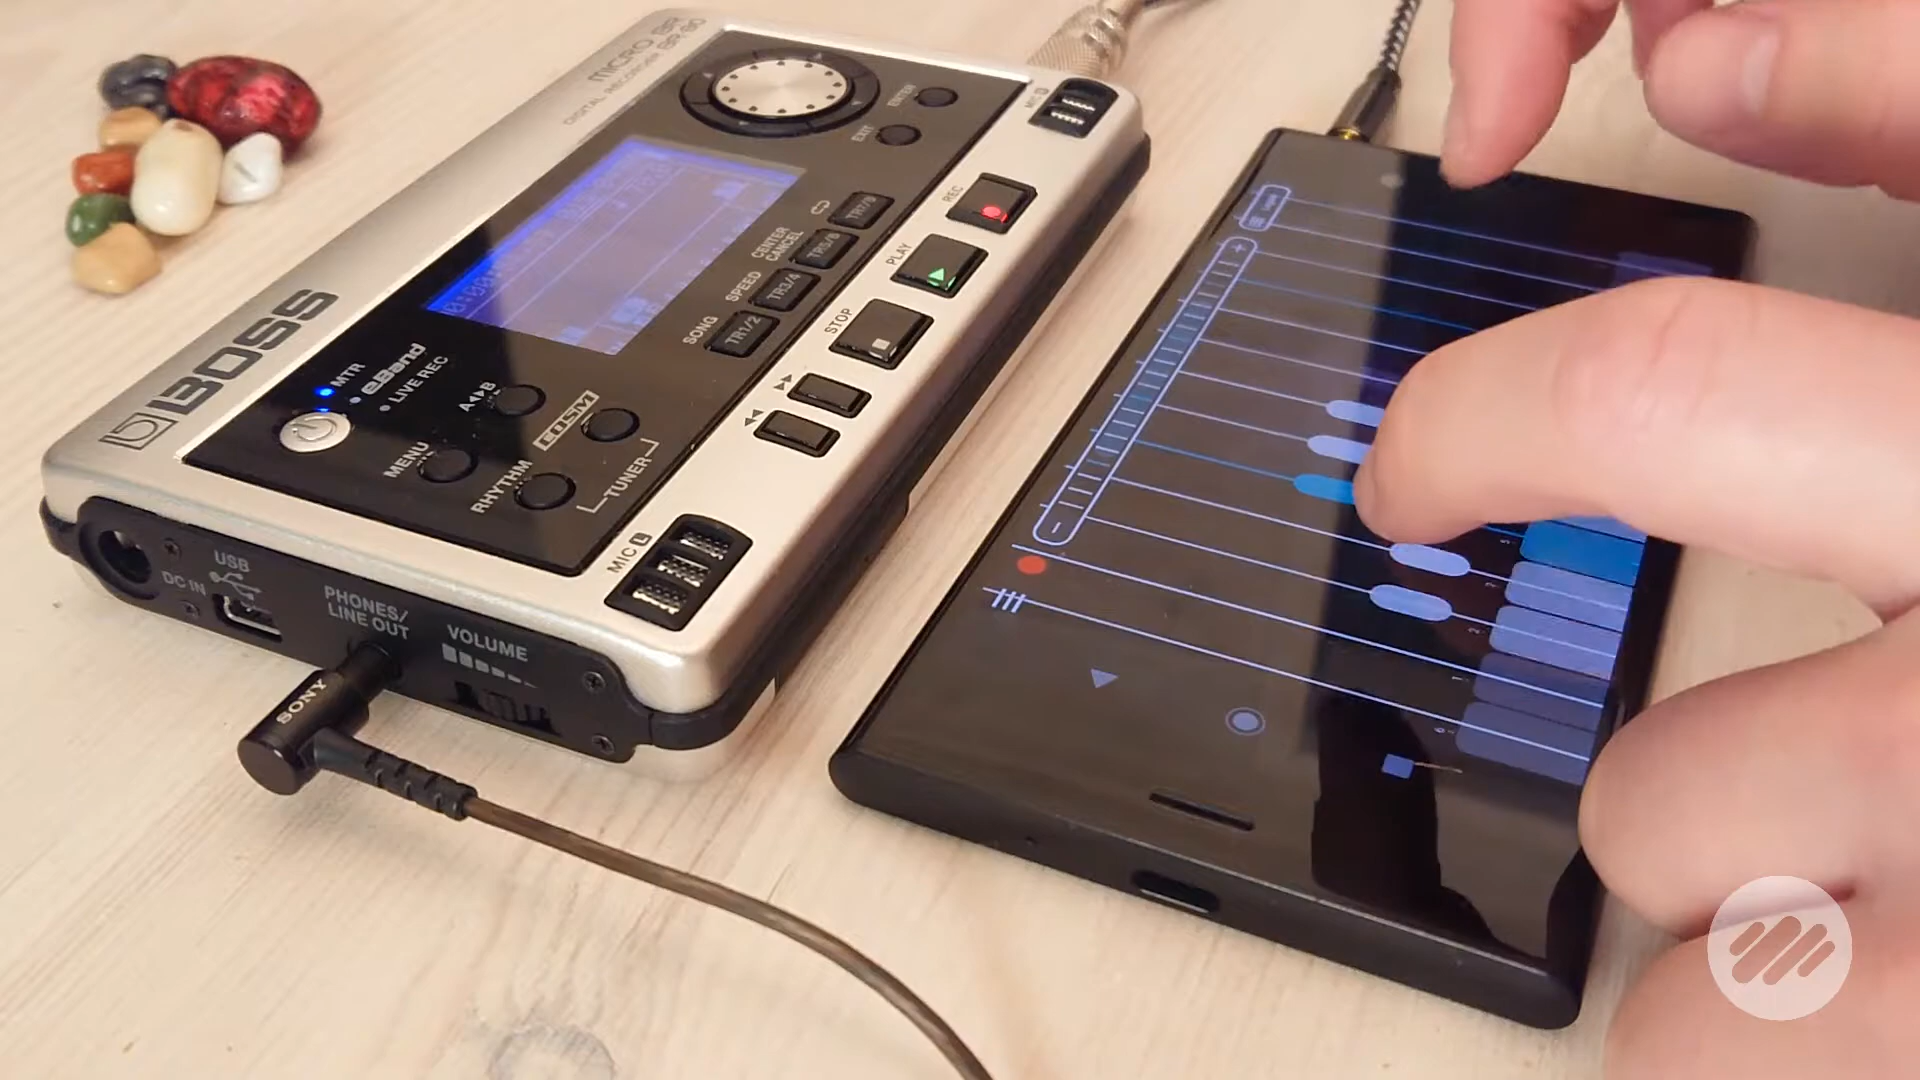 MICRO BR
DIGITAL RECORDER BR-80
BOSS
ENTER
EXIT
MIC R
REC
PLAY
STOP
CENTER
CANCEL
SPEED
SONG
TR7/8
TR5/6
TR3/4
TR1/2
MTR
eBand
LIVE REC
A◂▸B
COSM
MENU
RHYTHM
TUNER
MIC L
DC IN
USB
PHONES/
LINE OUT
VOLUME
SONY